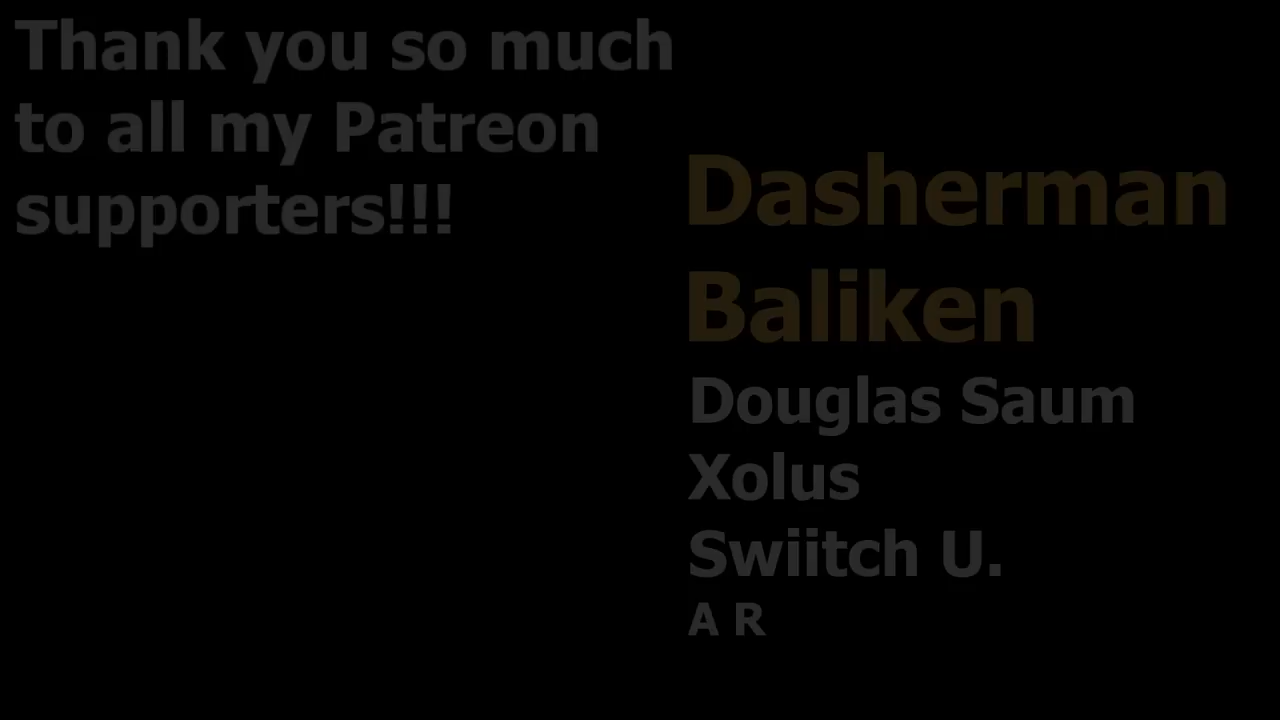 Thank you so much
to all my Patreon
supporters!!!
Dasherman
Baliken
Douglas Saum
Xolus
Swiitch U.
A R